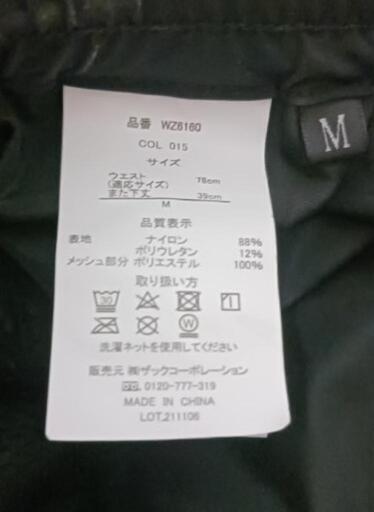 品番 WZ6160
COL 015
サイズ
ウエスト
(適応サイズ) 76cm
また下丈 39cm
M
品質表示
表地 ナイロン 88%
ポリウレタン 12%
メッシュ部分 ポリエステル 100%
取り扱い方
30
W
洗濯ネットを使用してください
販売元 ㈱ザックコーポレーション
0120-777-319
MADE IN CHINA
LOT.211106
M